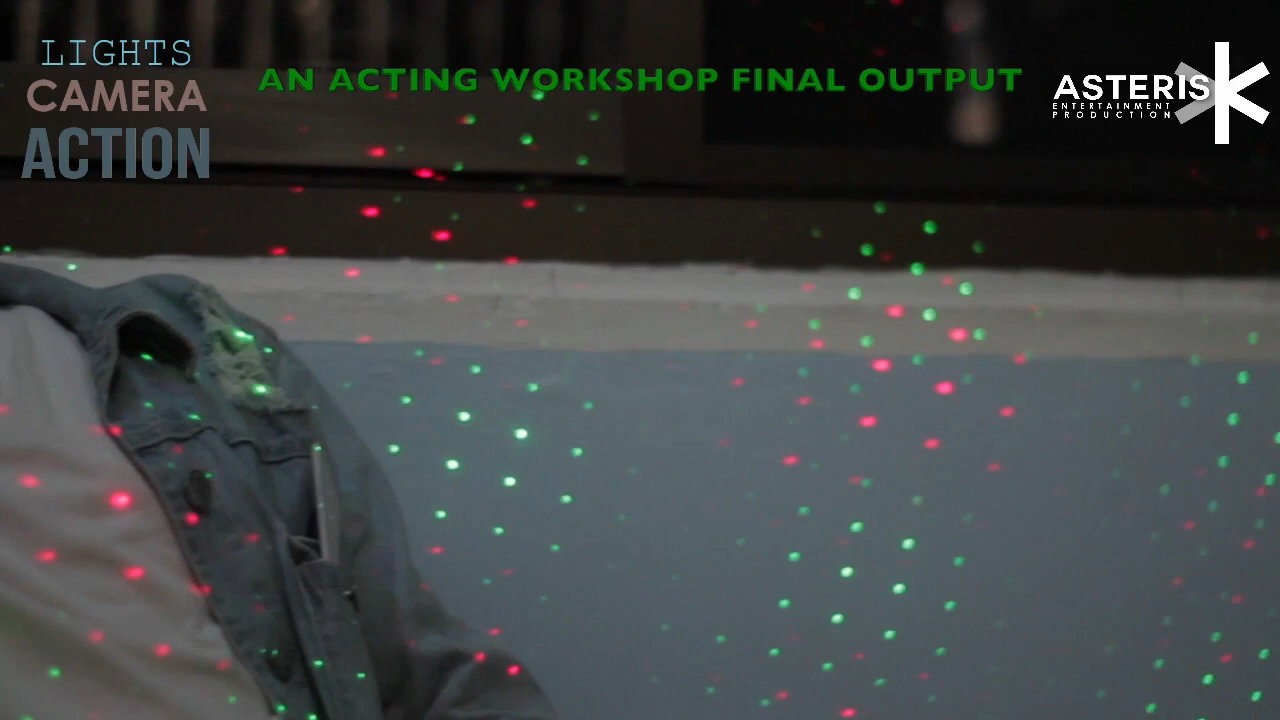 LIGHTS
CAMERA
ACTION
AN ACTING WORKSHOP FINAL OUTPUT
ASTERISK
ENTERTAINMENT
PRODUCTION